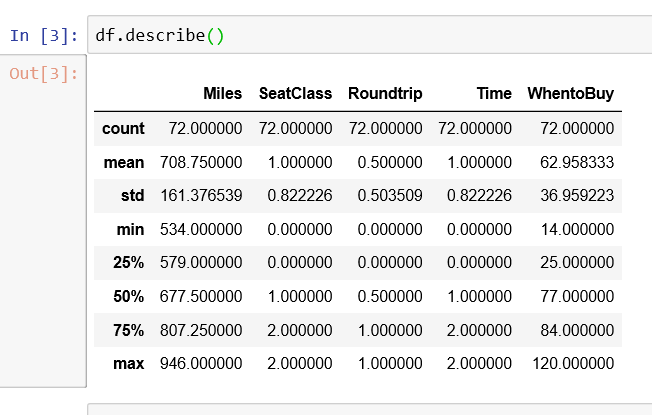 In [3]: df.describe()
Out[3]:
Miles SeatClass Roundtrip Time WhentoBuy
count 72.000000 72.000000 72.000000 72.000000 72.000000
mean 708.750000 1.000000 0.500000 1.000000 62.958333
std 161.376539 0.822226 0.503509 0.822226 36.959223
min 534.000000 0.000000 0.000000 0.000000 14.000000
25% 579.000000 0.000000 0.000000 0.000000 25.000000
50% 677.500000 1.000000 0.500000 1.000000 77.000000
75% 807.250000 2.000000 1.000000 2.000000 84.000000
max 946.000000 2.000000 1.000000 2.000000 120.000000